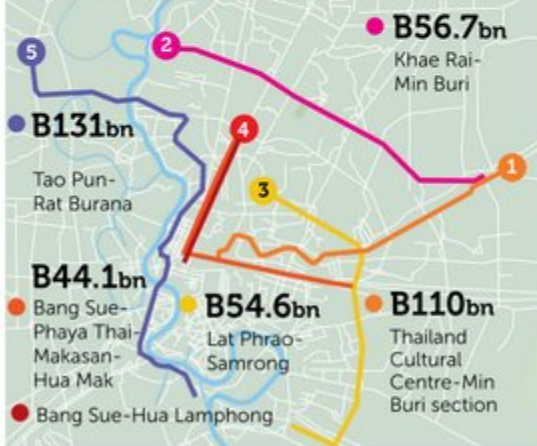 5
2
B56.7bn
Khae Rai-
Min Buri
B131bn
4
1
3
Tao Pun-
Rat Burana
B44.1bn
Bang Sue-
Phaya Thai-
Makasan-
Hua Mak
B54.6bn
Lat Phrao-
Samrong
B110bn
Thailand
Cultural
Centre-Min
Buri section
Bang Sue-Hua Lamphong